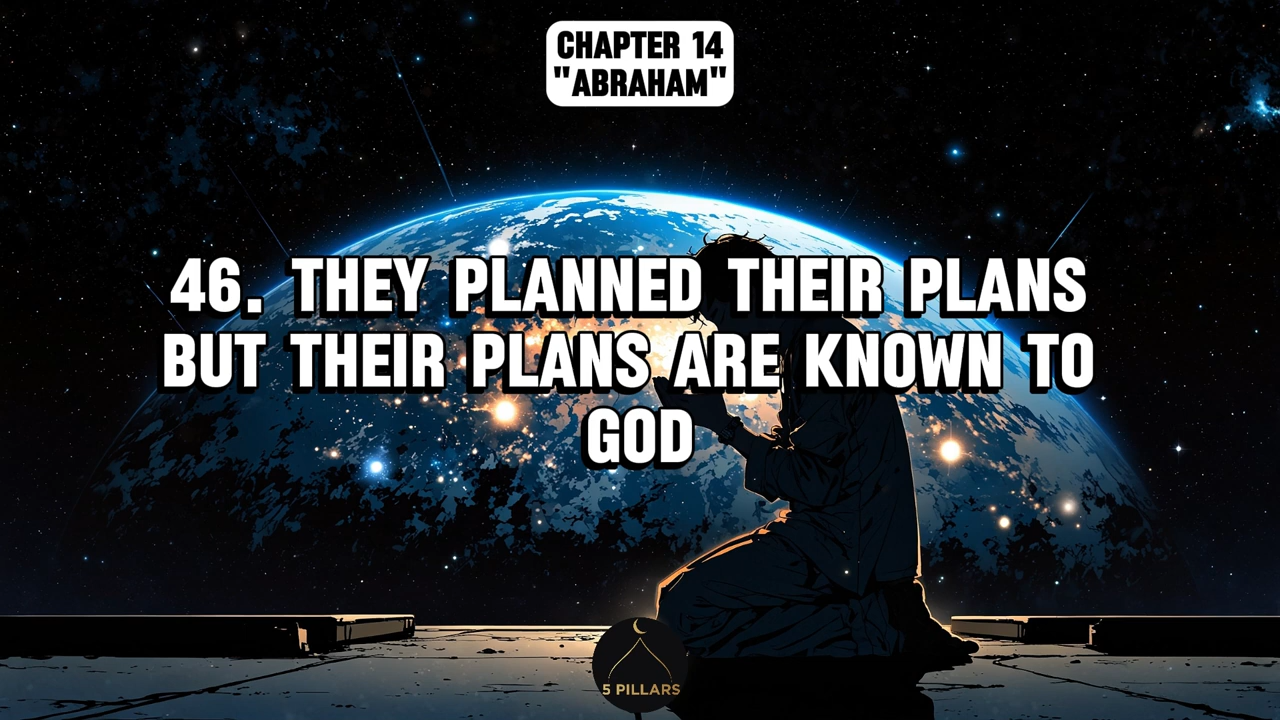 CHAPTER 14
"ABRAHAM"
46. THEY PLANNED THEIR PLANS
BUT THEIR PLANS ARE KNOWN TO
GOD
5 PILLARS